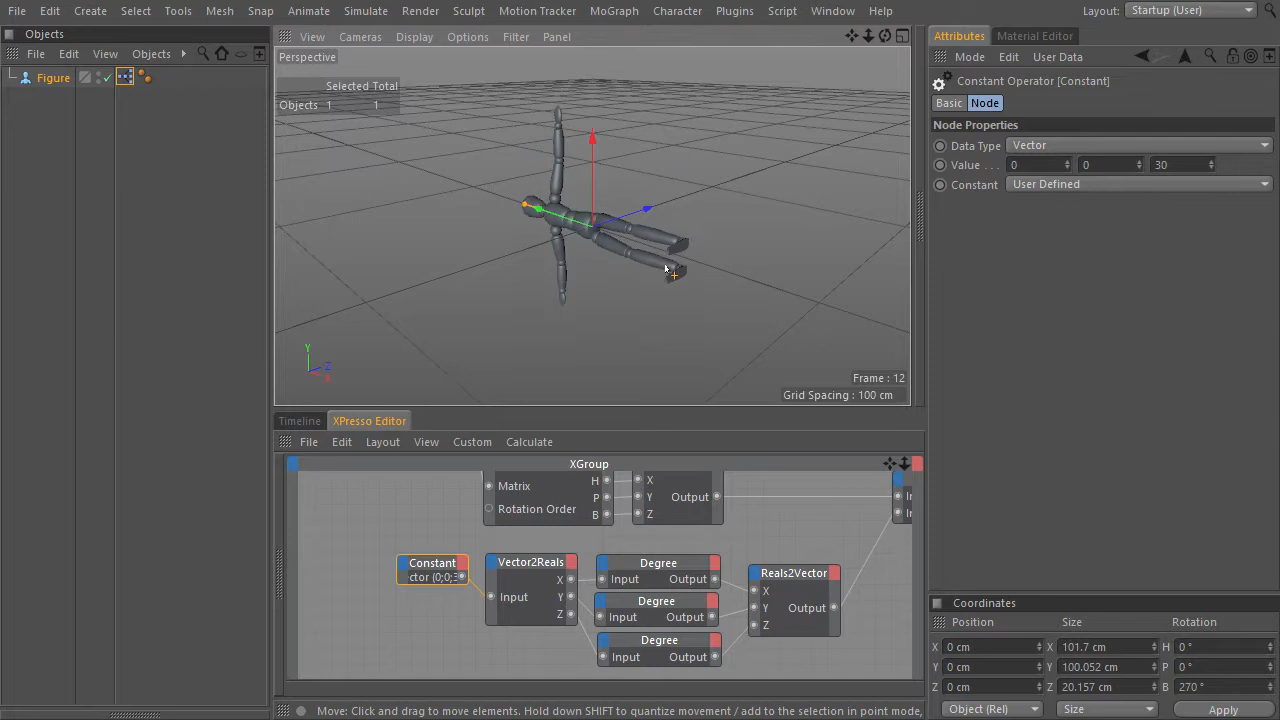 File Edit Create Select Tools Mesh Snap Animate Simulate Render Sculpt Motion Tracker MoGraph Character Plugins Script Window Help Layout: Startup (User)
Objects
File Edit View Objects
Figure
View Cameras Display Options Filter Panel
Perspective
Selected Total
Objects 1 1
Y
Z
X
Frame : 12
Grid Spacing : 100 cm
Timeline XPresso Editor
File Edit Layout View Custom Calculate
XGroup
Matrix H X
P Y Output
Rotation Order B Z
Constant Vector2Reals Degree Reals2Vector
Input X Input Output X
Y Degree Y Output
Z Input Output Z
Degree
Input Output
Move: Click and drag to move elements. Hold down SHIFT to quantize movement / add to the selection in point mode,
Attributes Material Editor
Mode Edit User Data
Constant Operator [Constant]
Basic Node
Node Properties
Data Type Vector
Value . . . 0 0 30
Constant User Defined
Coordinates
Position Size Rotation
X 0 cm X 101.7 cm H 0 °
Y 0 cm Y 100.052 cm P 0 °
Z 0 cm Z 20.157 cm B 270 °
Object (Rel) Size Apply